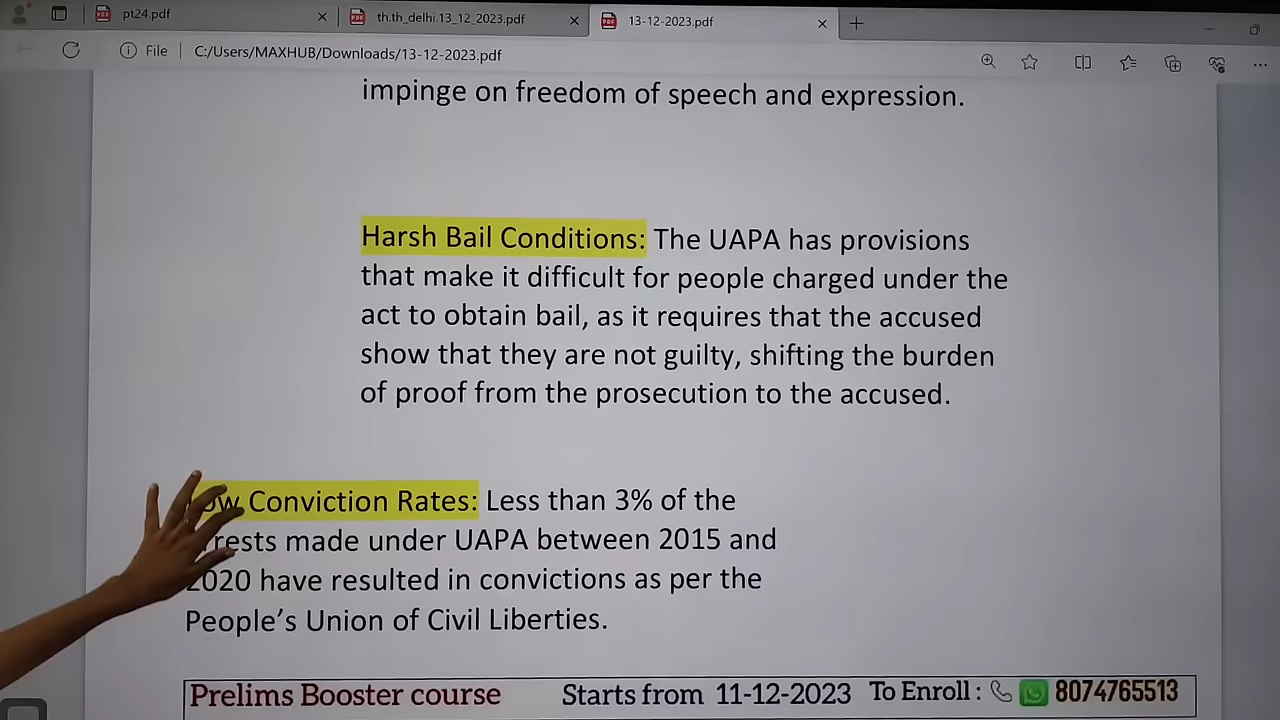 pt24.pdf
th.th_delhi.13_12_2023.pdf
13-12-2023.pdf
File
C:/Users/MAXHUB/Downloads/13-12-2023.pdf
impinge on freedom of speech and expression.
Harsh Bail Conditions: The UAPA has provisions
that make it difficult for people charged under the
act to obtain bail, as it requires that the accused
show that they are not guilty, shifting the burden
of proof from the prosecution to the accused.
Low Conviction Rates: Less than 3% of the
arrests made under UAPA between 2015 and
2020 have resulted in convictions as per the
People’s Union of Civil Liberties.
Prelims Booster course Starts from 11-12-2023 To Enroll : 8074765513